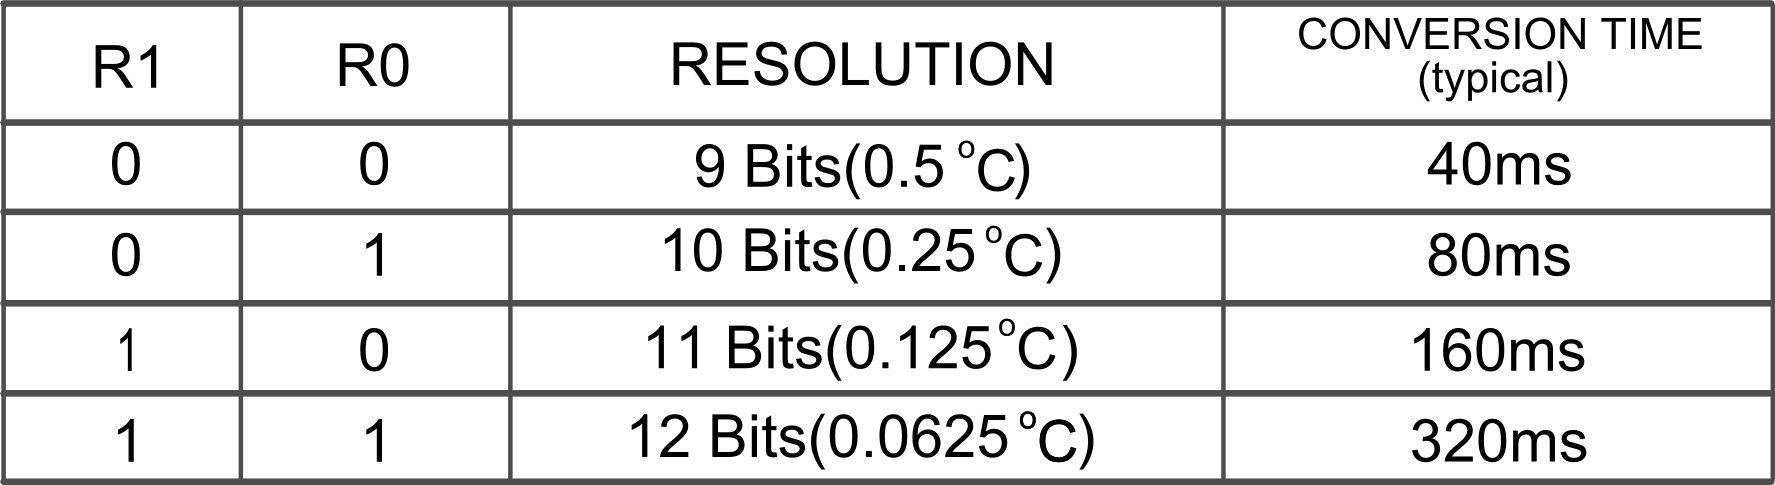 R1 R0 RESOLUTION CONVERSION TIME
(typical)
0 0 9 Bits(0.5 °C) 40ms
0 1 10 Bits(0.25 °C) 80ms
1 0 11 Bits(0.125 °C) 160ms
1 1 12 Bits(0.0625 °C) 320ms